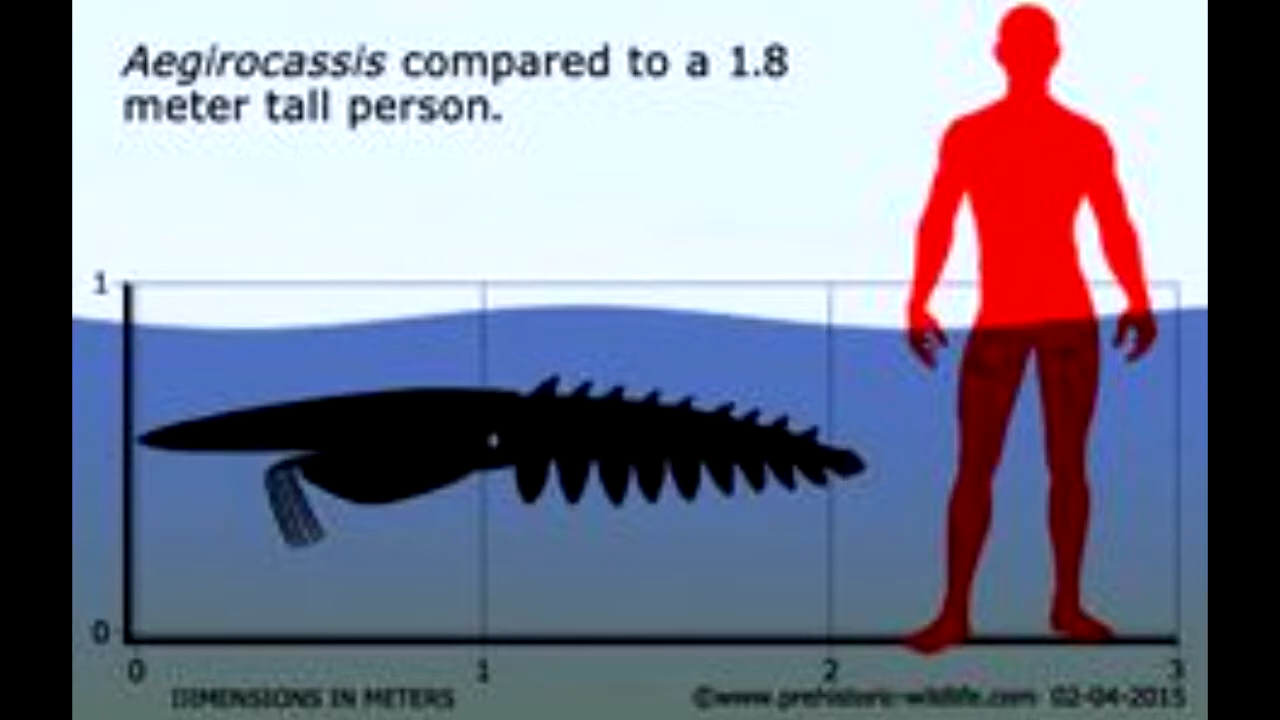 Aegirocassis compared to a 1.8
meter tall person.
1
0
0 1 2 3
DIMENSIONS IN METERS ©www.prehistoric-wildlife.com 02-04-2015